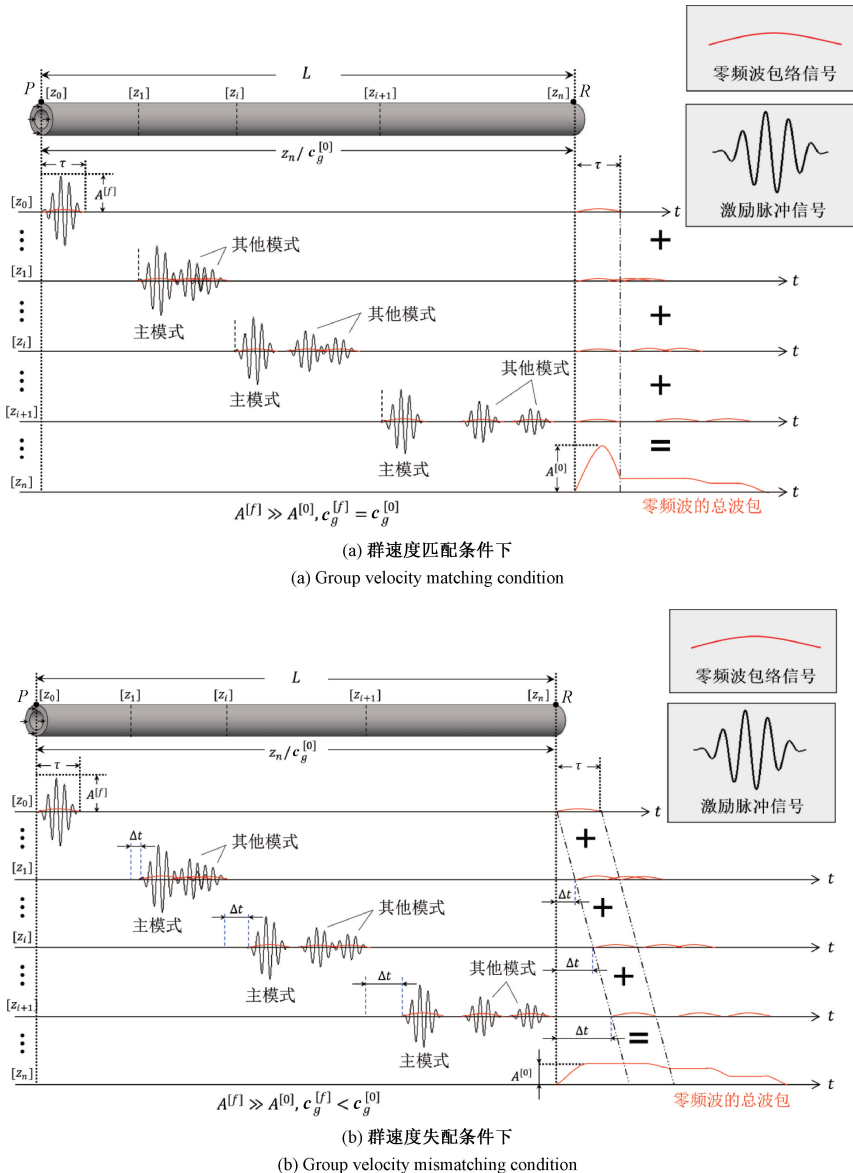 零频波包络信号
激励脉冲信号
L
P [z₀] [z₁] [zᵢ] [zᵢ₊₁] [zₙ] R
zₙ/c_g^[0]
τ τ
A^[f]
[z₀] t
⋮ 其他模式 +
[z₁] t
⋮ 主模式 其他模式 +
[zᵢ] t
⋮ 主模式 其他模式 +
[zᵢ₊₁] t
⋮ 主模式 A^[0] =
[zₙ] t
A^[f] ≫ A^[0], c_g^[f] = c_g^[0] 零频波的总波包
(a) 群速度匹配条件下
(a) Group velocity matching condition
零频波包络信号
激励脉冲信号
L
P [z₀] [z₁] [zᵢ] [zᵢ₊₁] [zₙ] R
zₙ/c_g^[0]
τ τ
A^[f]
[z₀] t
⋮ Δt 其他模式 +
[z₁] Δt t
⋮ 主模式 Δt 其他模式 +
[zᵢ] t
⋮ 主模式 Δt 其他模式 Δt +
[zᵢ₊₁] t
⋮ 主模式 Δt =
[zₙ] A^[0] t
A^[f] ≫ A^[0], c_g^[f] < c_g^[0] 零频波的总波包
(b) 群速度失配条件下
(b) Group velocity mismatching condition